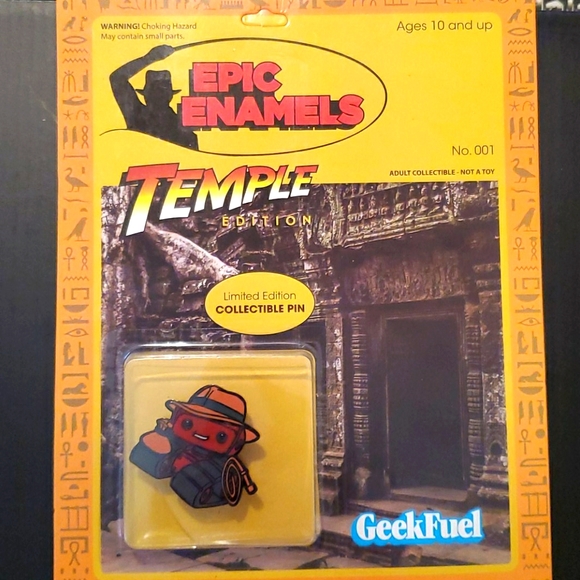 WARNING! Choking Hazard
May contain small parts.
Ages 10 and up
EPIC
ENAMELS
No. 001
ADULT COLLECTIBLE - NOT A TOY
TEMPLE
EDITION
Limited Edition
COLLECTIBLE PIN
GeekFuel